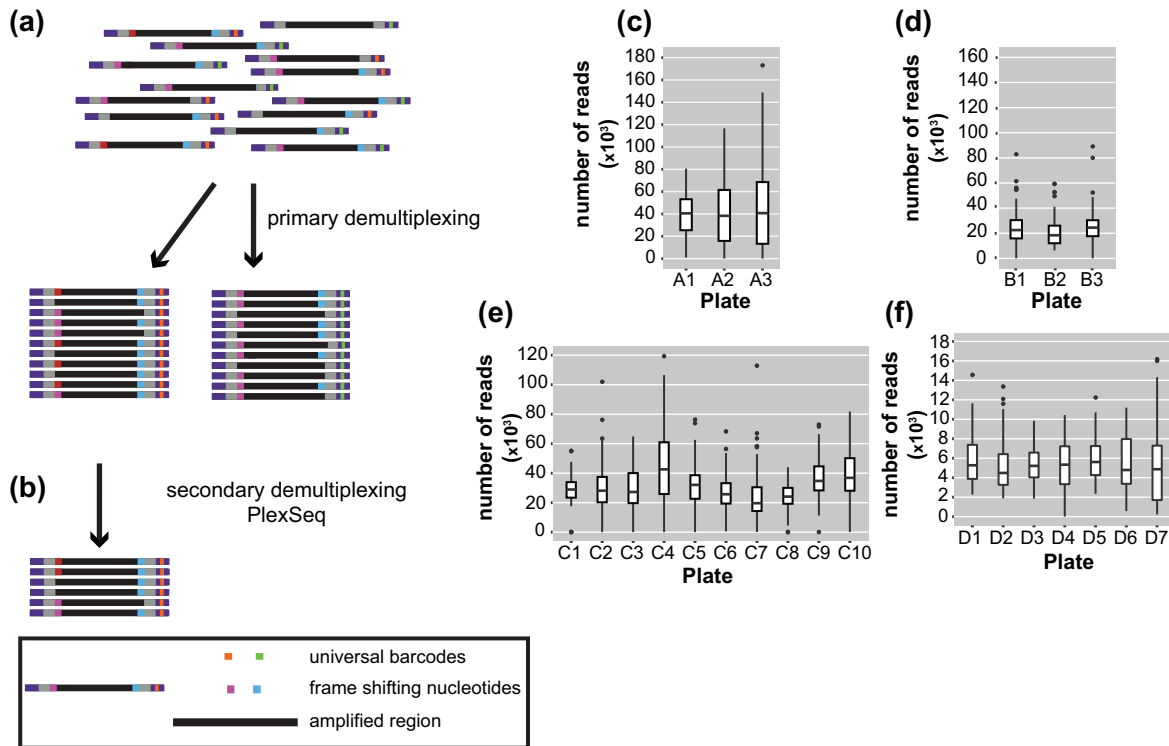 (a)
primary demultiplexing
(b)
secondary demultiplexing
PlexSeq
universal barcodes
frame shifting nucleotides
amplified region
(c)
number of reads
(x10³)
180
160
140
120
100
80
60
40
20
0
A1 A2 A3
Plate
(d)
number of reads
(x10³)
160
140
120
100
80
60
40
20
0
B1 B2 B3
Plate
(e)
number of reads
(x10³)
120
100
80
60
40
20
0
C1 C2 C3 C4 C5 C6 C7 C8 C9 C10
Plate
(f)
number of reads
(x10³)
18
16
14
12
10
8
6
4
2
0
D1 D2 D3 D4 D5 D6 D7
Plate